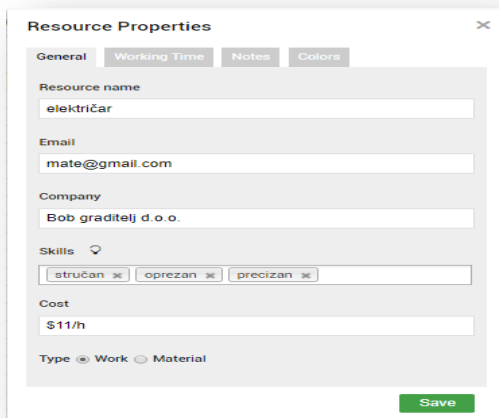 Resource Properties
General Working Time Notes Colors
Resource name
električar
Email
mate@gmail.com
Company
Bob graditelj d.o.o.
Skills
stručan oprezan precizan
Cost
$11/h
Type Work Material
Save